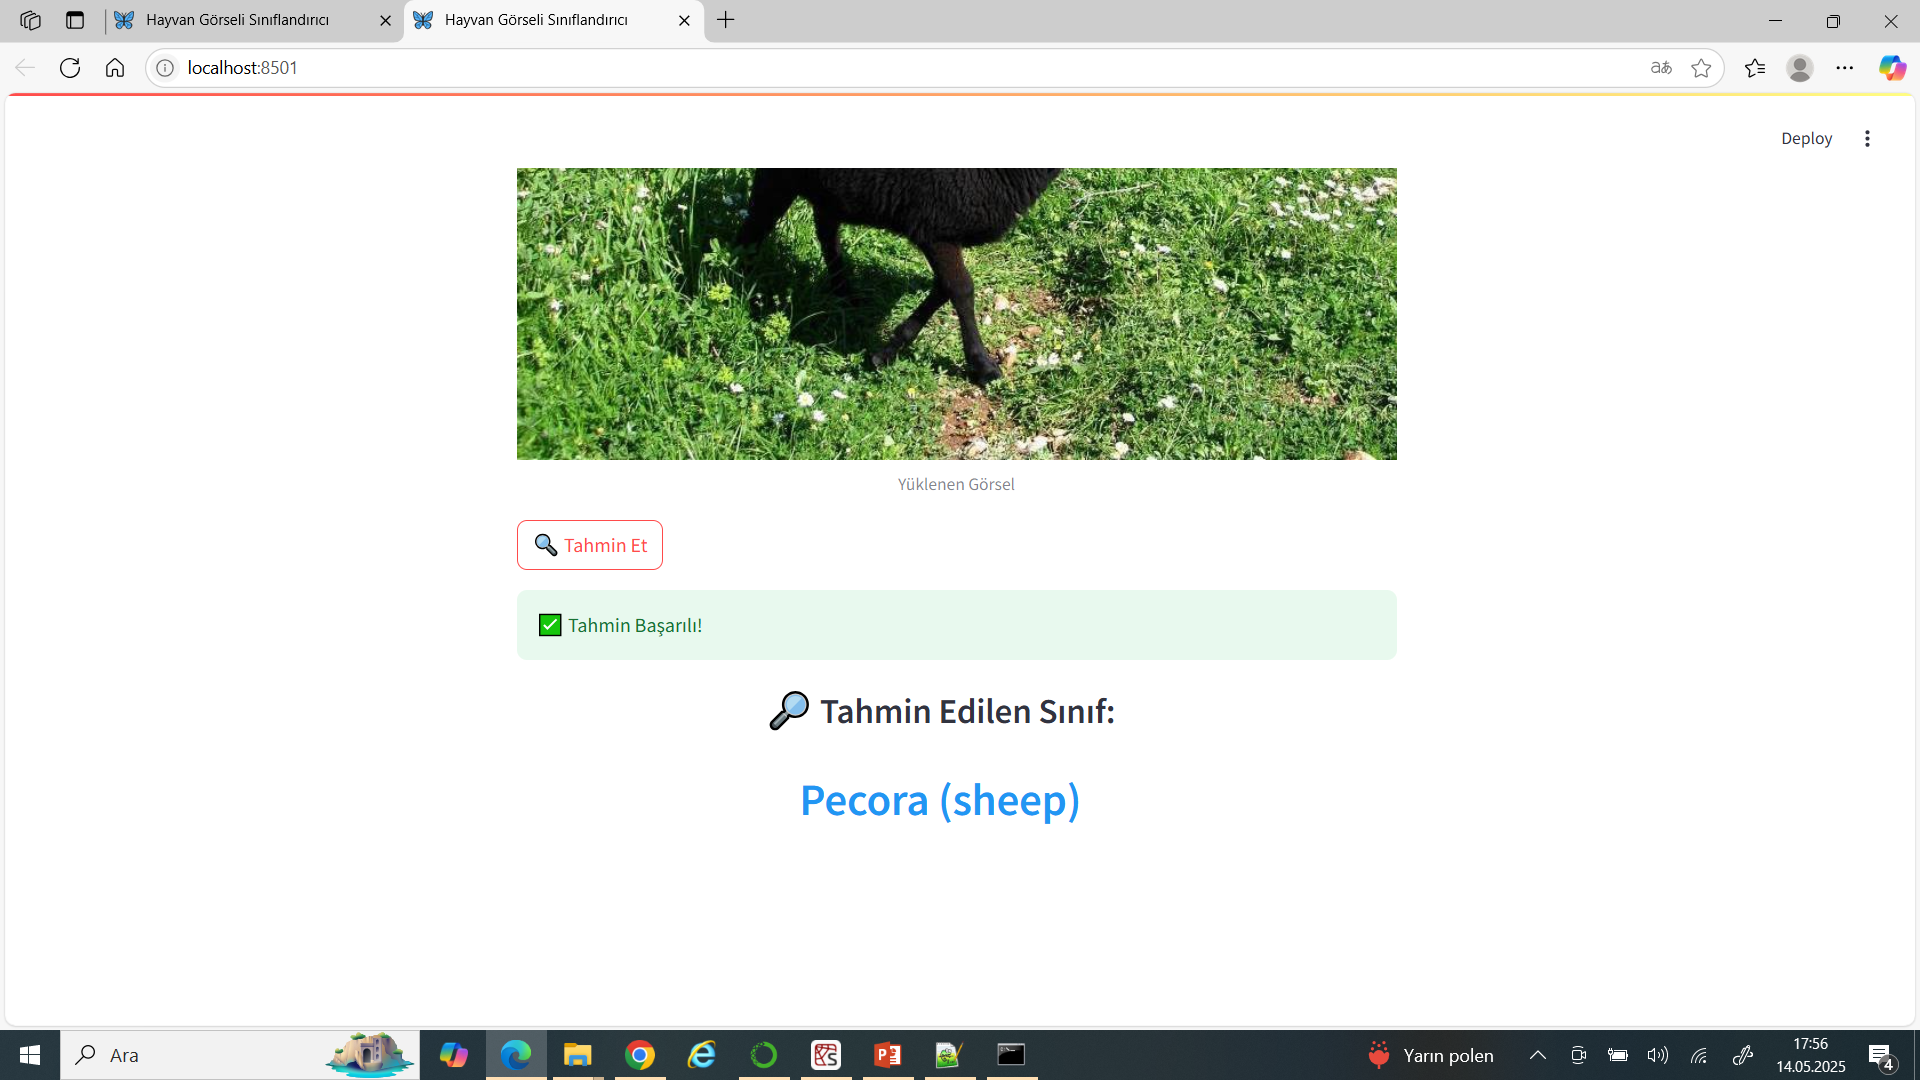 Hayvan Görseli Sınıflandırıcı
Hayvan Görseli Sınıflandırıcı
localhost:8501
Deploy
Yüklenen Görsel
Tahmin Et
Tahmin Başarılı!
Tahmin Edilen Sınıf:
Pecora (sheep)
Ara
Yarın polen
17:56
14.05.2025
4